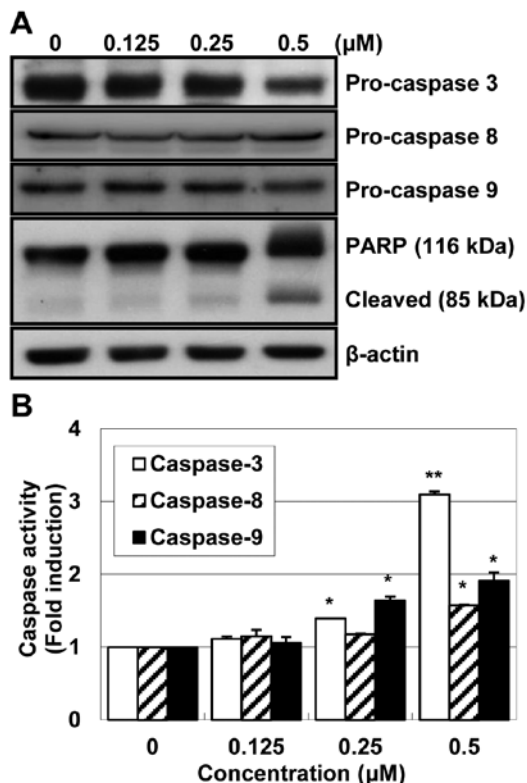 A
0 0.125 0.25 0.5 (µM)
Pro-caspase 3
Pro-caspase 8
Pro-caspase 9
PARP (116 kDa)
Cleaved (85 kDa)
β-actin
B
Caspase activity
(Fold induction)
4
3
2
1
0
Caspase-3
Caspase-8
Caspase-9
* * ** * *
0 0.125 0.25 0.5
Concentration (µM)